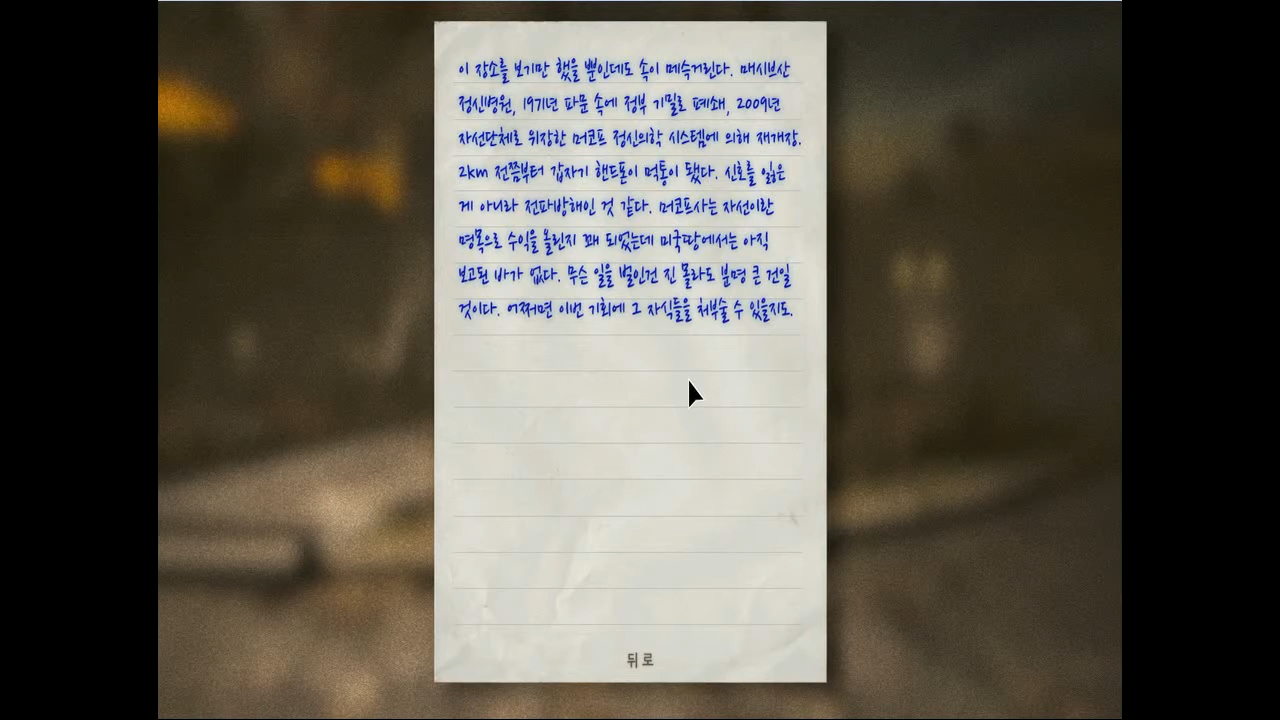 이 장소를 보기만 했을 뿐인데도 속이 메슥거린다. 매시브산
정신병원, 1971년 파문 속에 정부 기밀로 폐쇄, 2009년
자선단체로 위장한 머코프 정신의학 시스템에 의해 재개장.
2km 전쯤부터 갑자기 핸드폰이 먹통이 됐다. 신호를 잃은
게 아니라 전파방해인 것 같다. 머코프사는 자선이란
명목으로 수익을 올린지 꽤 되었는데 미국땅에서는 아직
보고된 바가 없다. 무슨 일을 벌인건 진 몰라도 분명 큰 건일
것이다. 어쩌면 이번 기회에 그 자식들을 쳐부술 수 있을지도.
뒤로